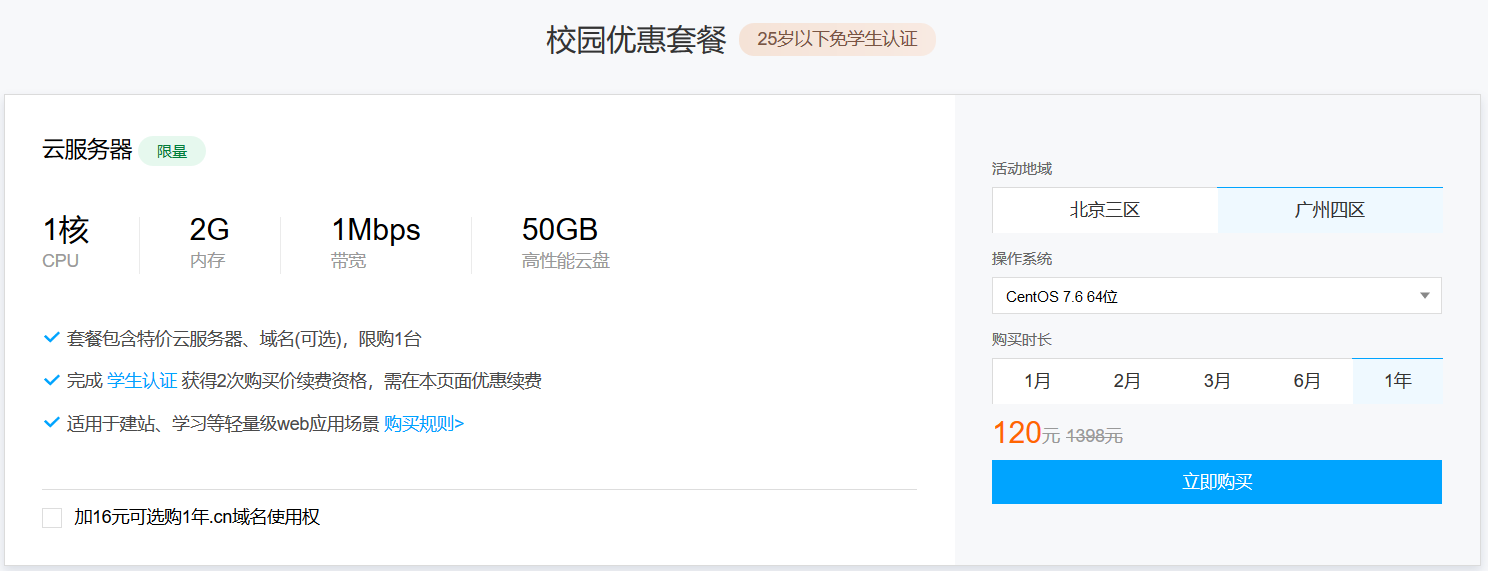 校园优惠套餐 25岁以下免学生认证
云服务器 限量
1核 2G 1Mbps 50GB
CPU 内存 带宽 高性能云盘
套餐包含特价云服务器、域名(可选)，限购1台
完成 学生认证 获得2次购买价续费资格，需在本页面优惠续费
适用于建站、学习等轻量级web应用场景 购买规则>
加16元可选购1年.cn域名使用权
活动地域
北京三区 广州四区
操作系统
CentOS 7.6 64位
购买时长
1月 2月 3月 6月 1年
120元 1398元
立即购买